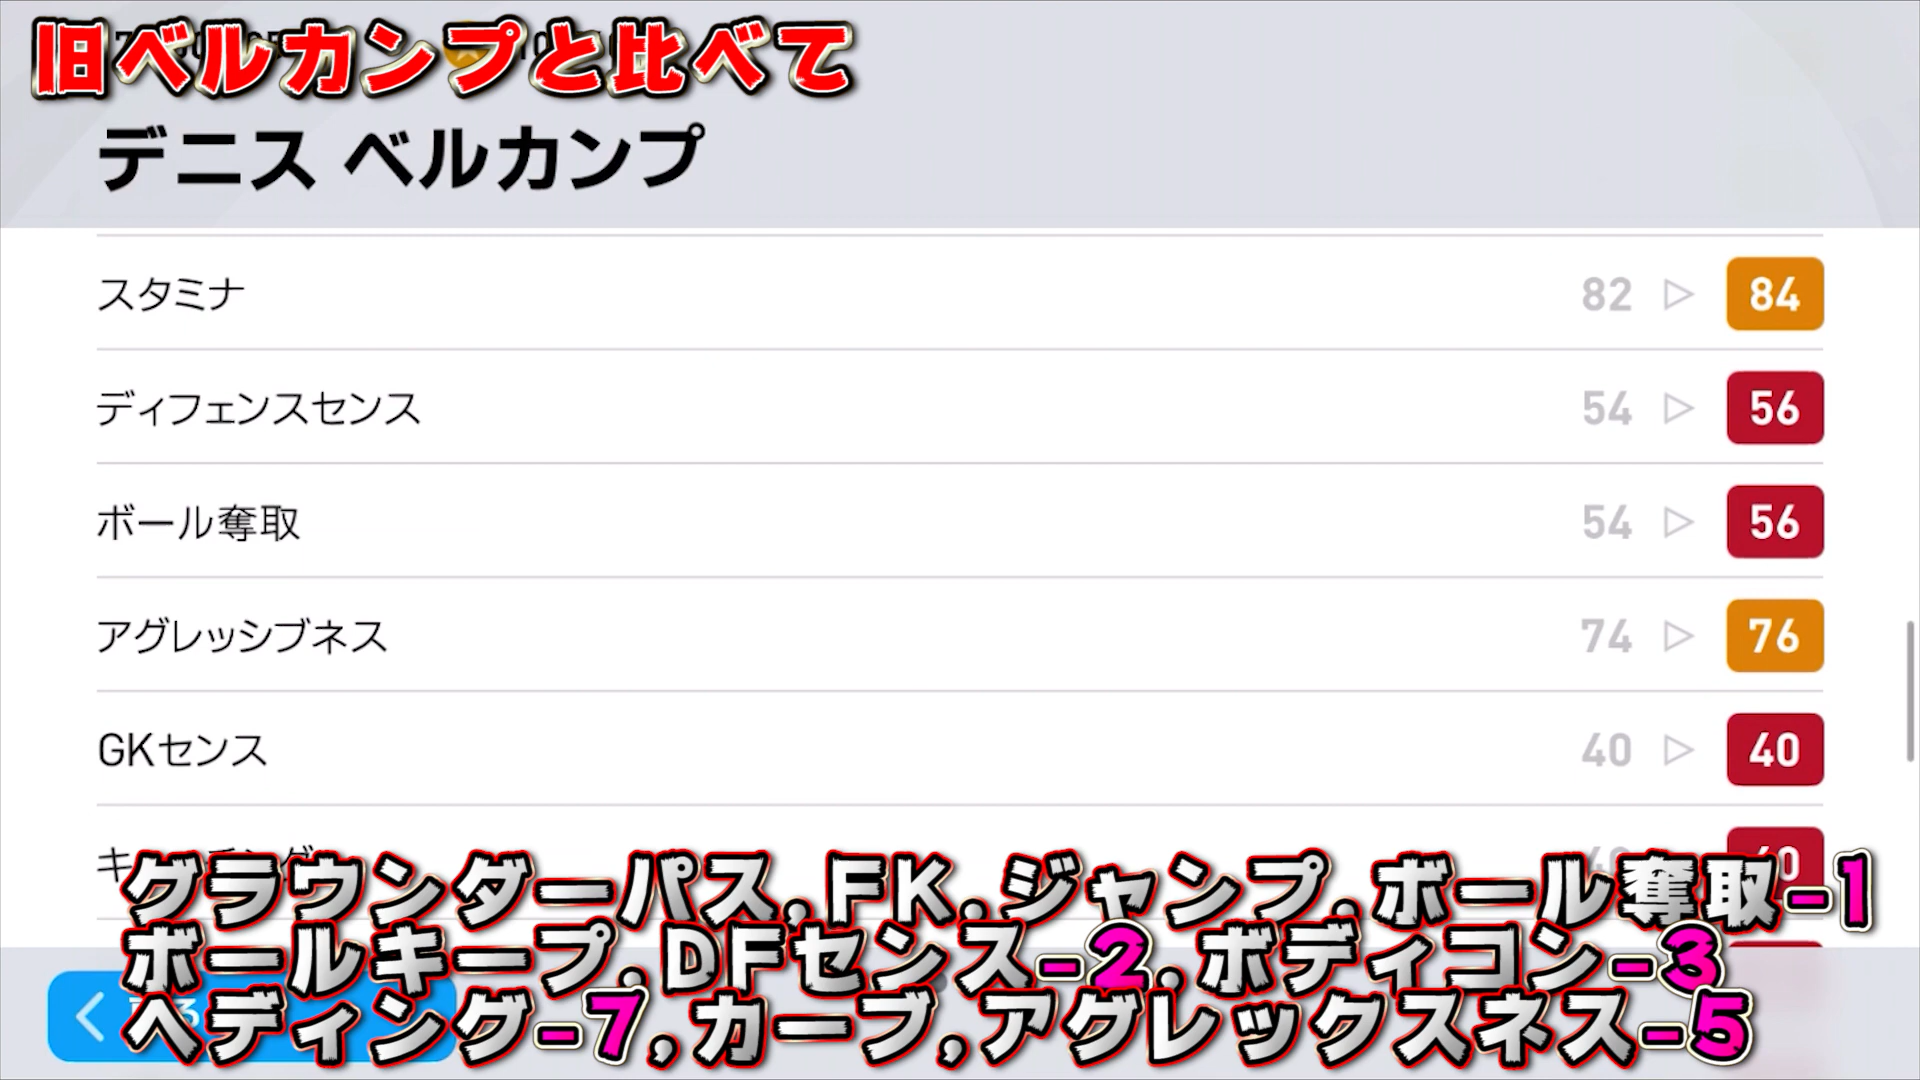 旧ベルカンプと比べて
デニス ベルカンプ
スタミナ 82 ▷ 84
ディフェンスセンス 54 ▷ 56
ボール奪取 54 ▷ 56
アグレッシブネス 74 ▷ 76
GKセンス 40 ▷ 40
グラウンダーパス,FK,ジャンプ,ボール奪取-1
ボールキープ,DFセンス-2,ボディコン-3
ヘディング-7,カーブ,アグレックスネス-5